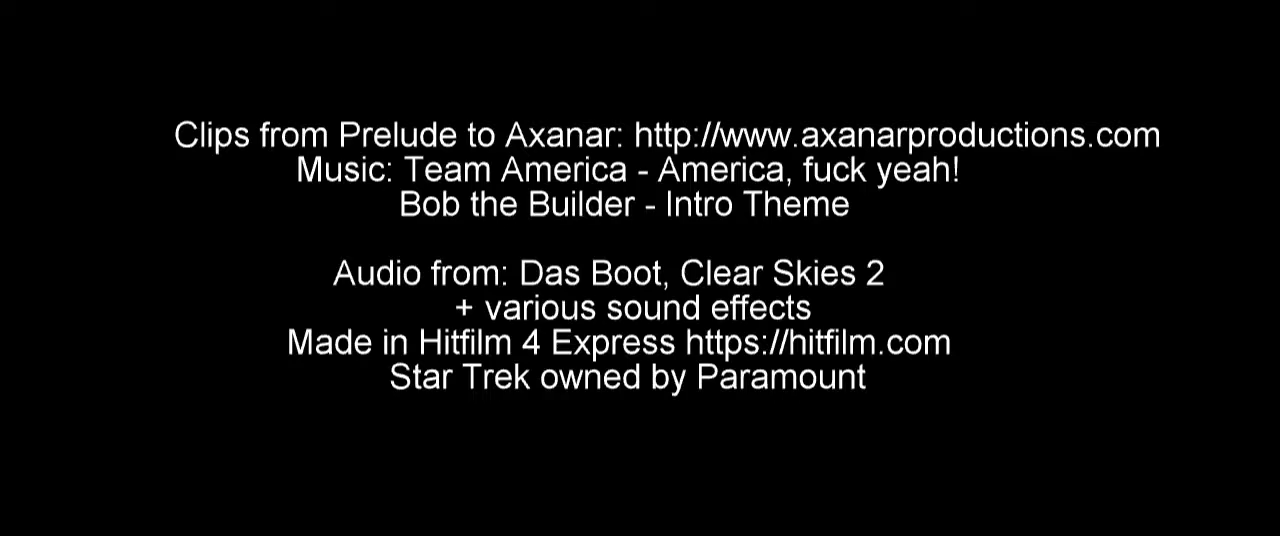 Clips from Prelude to Axanar: http://www.axanarproductions.com
Music: Team America - America, fuck yeah!
Bob the Builder - Intro Theme
Audio from: Das Boot, Clear Skies 2
+ various sound effects
Made in Hitfilm 4 Express https://hitfilm.com
Star Trek owned by Paramount